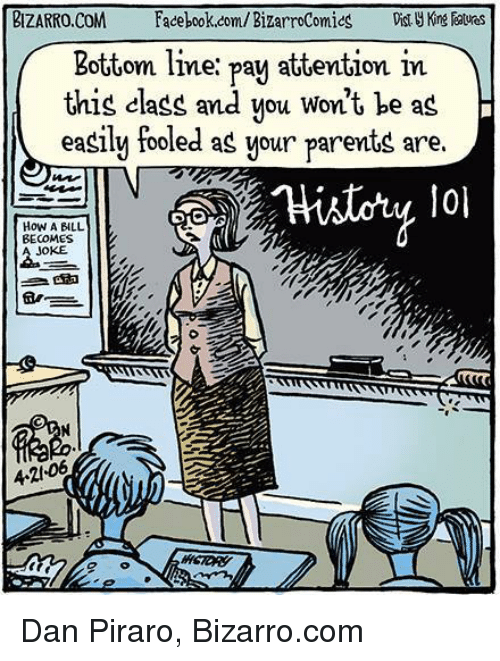 BIZARRO.COM Facebook.com/BizarroComics Dist. by King Features
Bottom line: pay attention in
this class and you won't be as
easily fooled as your parents are.
History 101
HOW A BILL
BECOMES
A JOKE
©DAN
PIRARO.
4.21.06
HISTORY
Dan Piraro, Bizarro.com